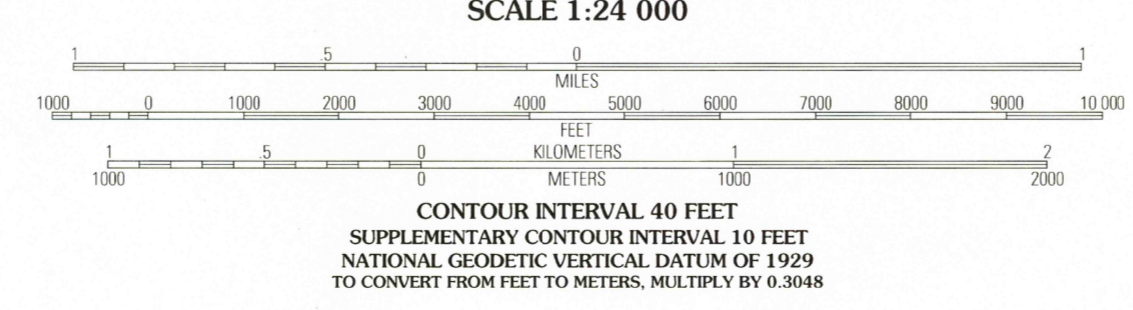 SCALE 1:24 000
1 .5 0 1
MILES
1000 0 1000 2000 3000 4000 5000 6000 7000 8000 9000 10 000
FEET
1 .5 0 KILOMETERS 1 2
1000 0 METERS 1000 2000
CONTOUR INTERVAL 40 FEET
SUPPLEMENTARY CONTOUR INTERVAL 10 FEET
NATIONAL GEODETIC VERTICAL DATUM OF 1929
TO CONVERT FROM FEET TO METERS, MULTIPLY BY 0.3048